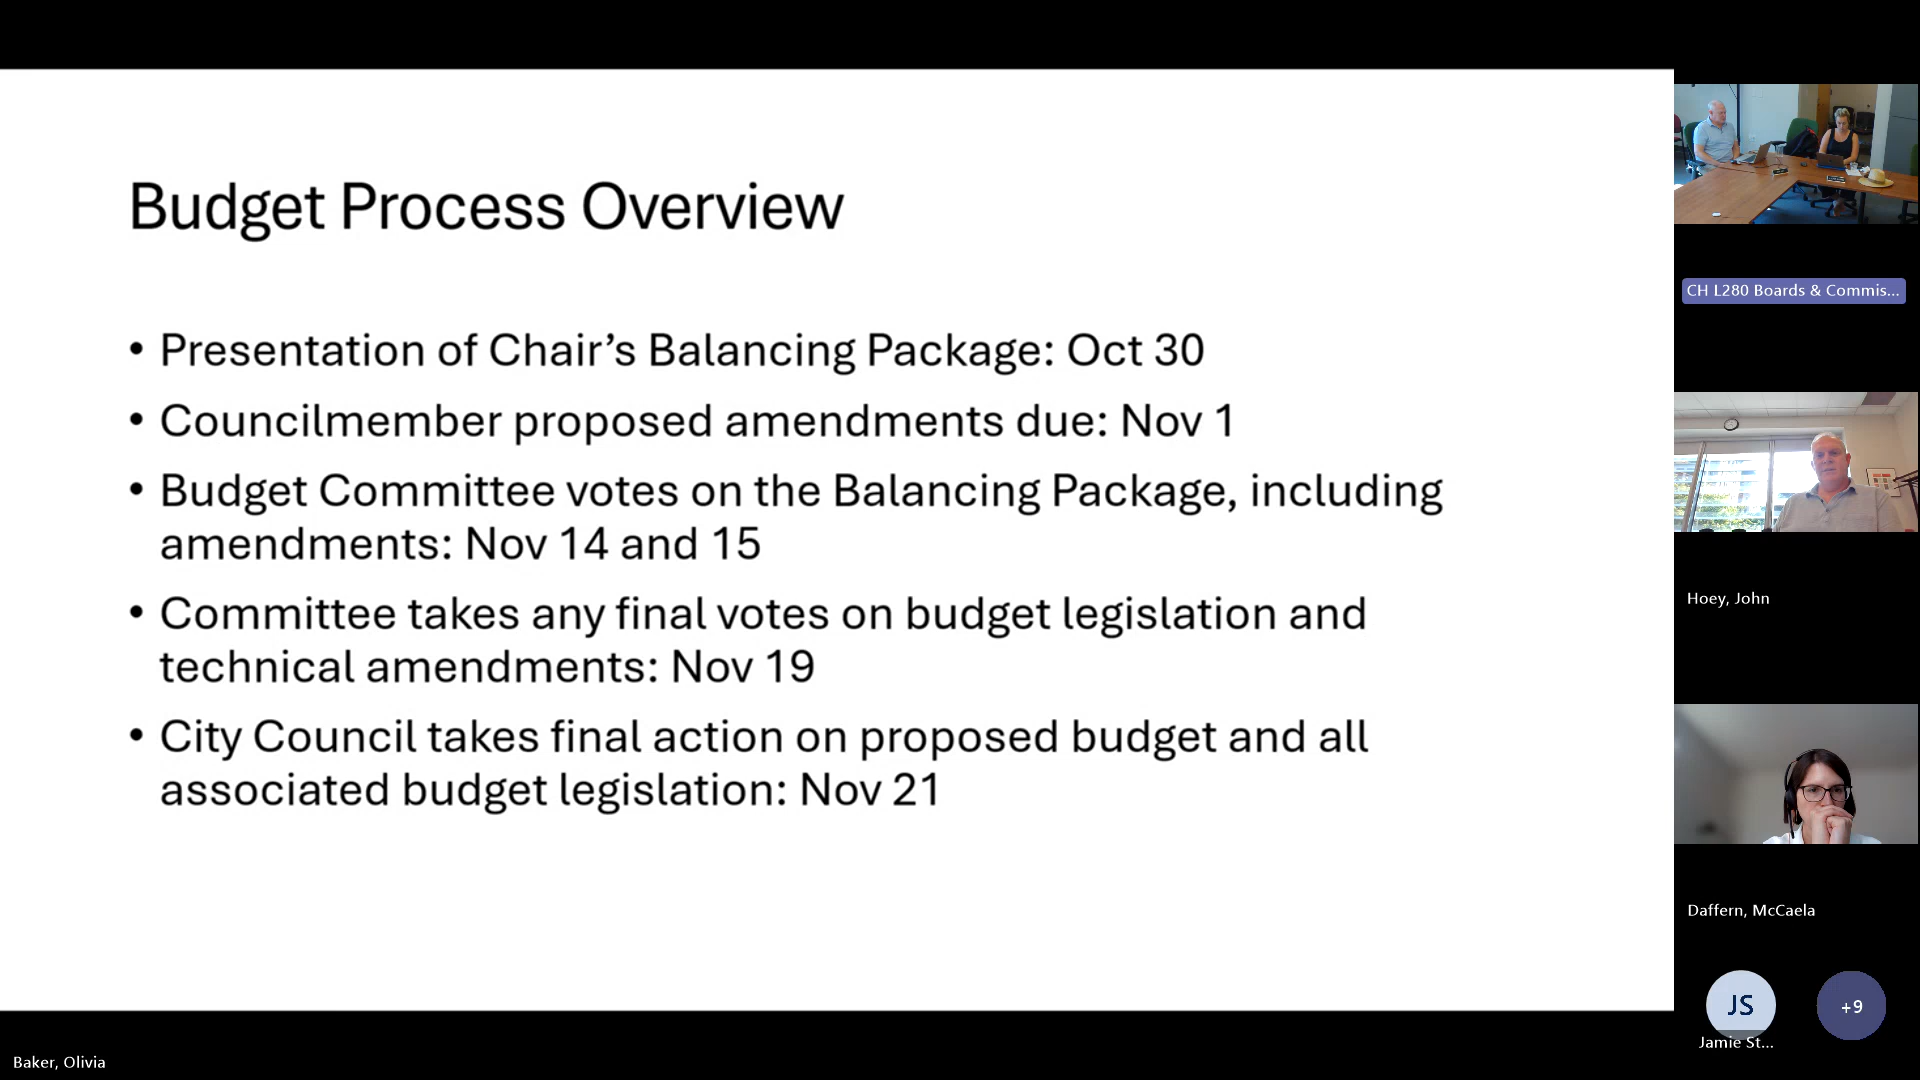 Budget Process Overview
• Presentation of Chair’s Balancing Package: Oct 30
• Councilmember proposed amendments due: Nov 1
• Budget Committee votes on the Balancing Package, including
amendments: Nov 14 and 15
• Committee takes any final votes on budget legislation and
technical amendments: Nov 19
• City Council takes final action on proposed budget and all
associated budget legislation: Nov 21
CH L280 Boards & Commis...
Hoey, John
Daffern, McCaela
JS
+9
Jamie St...
Baker, Olivia